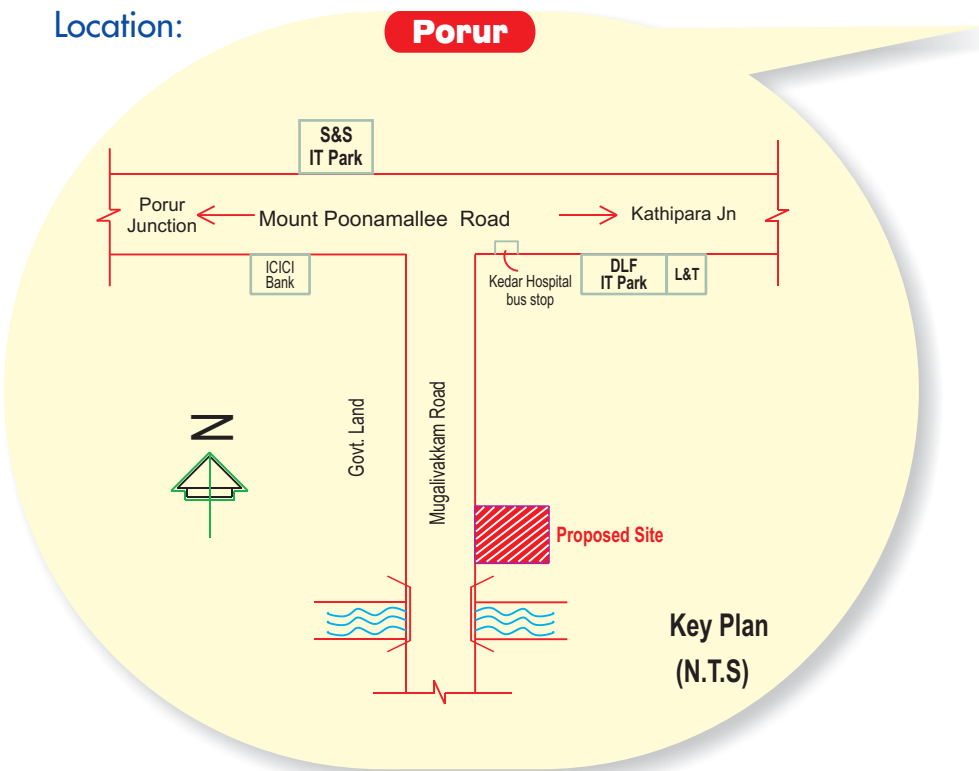 Location:
Porur
S&S
IT Park
Porur
Junction
Mount Poonamallee Road
Kathipara Jn
ICICI
Bank
Kedar Hospital
bus stop
DLF
IT Park
L&T
N
Govt. Land
Mugalivakkam Road
Proposed Site
Key Plan
(N.T.S)